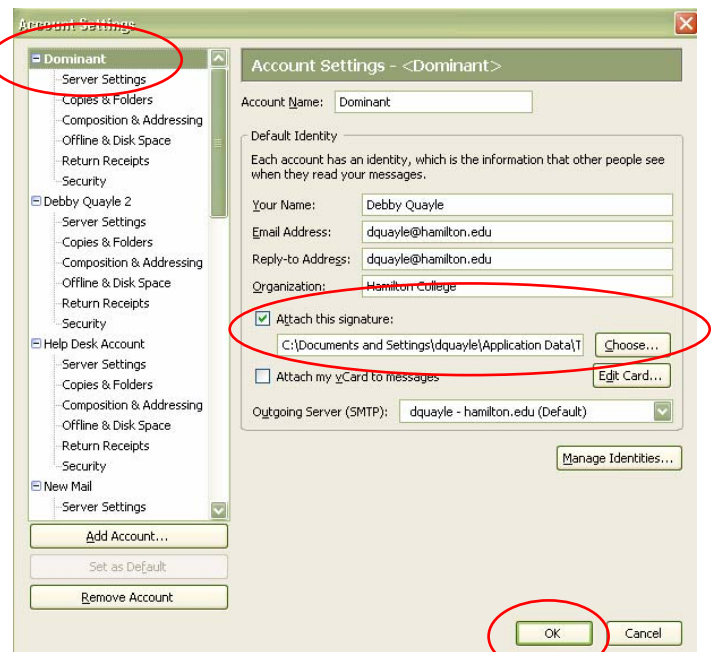 Account Settings
Dominant
Server Settings
Copies & Folders
Composition & Addressing
Offline & Disk Space
Return Receipts
Security
Debby Quayle 2
Server Settings
Copies & Folders
Composition & Addressing
Offline & Disk Space
Return Receipts
Security
Help Desk Account
Server Settings
Copies & Folders
Composition & Addressing
Offline & Disk Space
Return Receipts
Security
New Mail
Server Settings
Add Account...
Set as Default
Remove Account
Account Settings - <Dominant>
Account Name: Dominant
Default Identity
Each account has an identity, which is the information that other people see
when they read your messages.
Your Name: Debby Quayle
Email Address: dquayle@hamilton.edu
Reply-to Address: dquayle@hamilton.edu
Organization: Hamilton College
Attach this signature:
C:\Documents and Settings\dquayle\Application Data\T Choose...
Attach my vCard to messages Edit Card...
Outgoing Server (SMTP): dquayle - hamilton.edu (Default)
Manage Identities...
OK Cancel